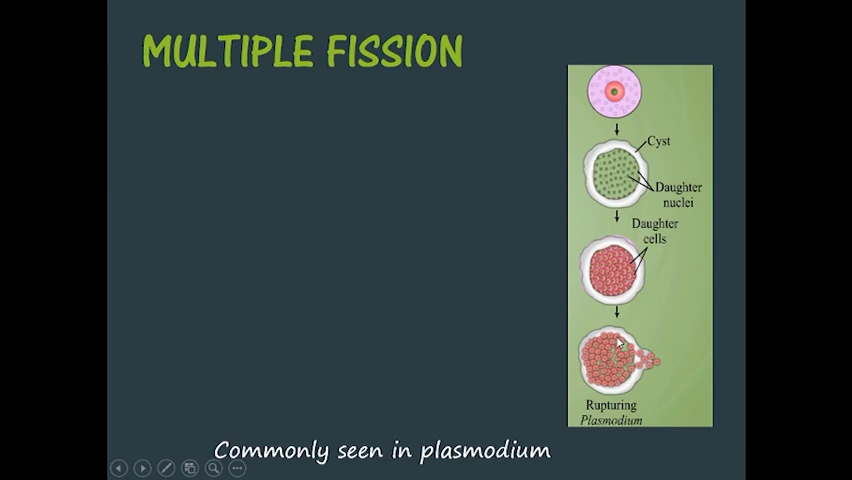 MULTIPLE FISSION
Cyst
Daughter
nuclei
Daughter
cells
Rupturing
Plasmodium
Commonly seen in plasmodium